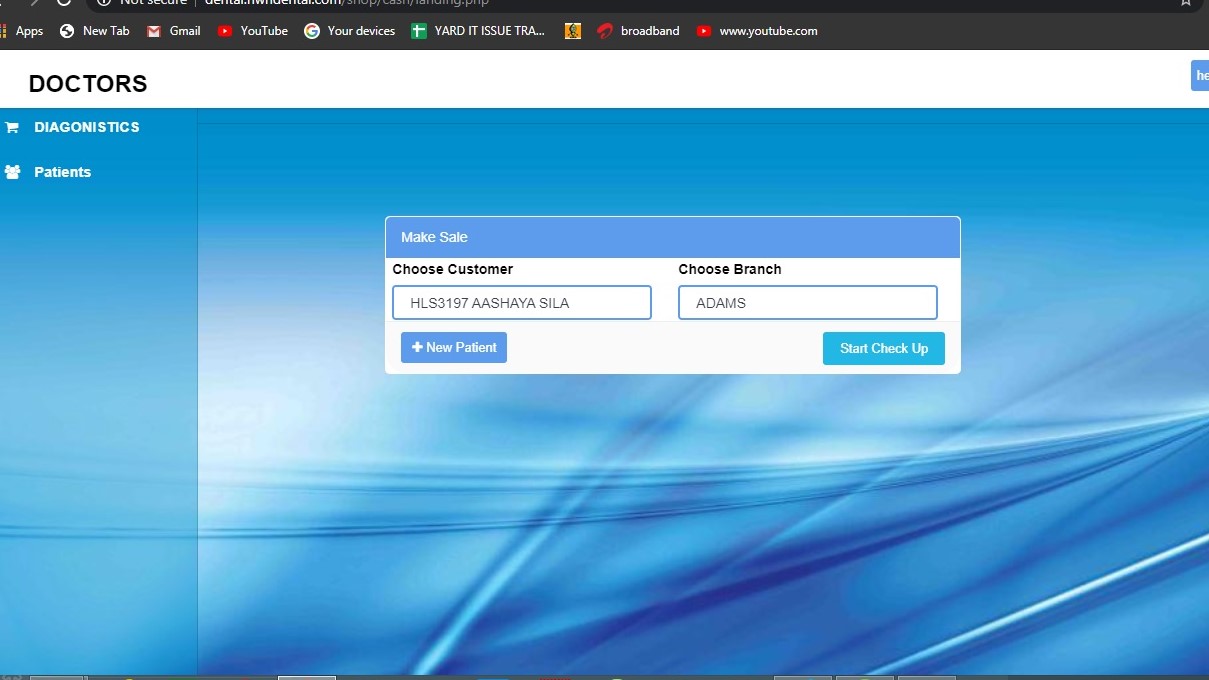 Not secure | dental.hwhdental.com/shop/cash/landing.php
Apps New Tab Gmail YouTube Your devices YARD IT ISSUE TRA... broadband www.youtube.com
DOCTORS
he
DIAGONISTICS
Patients
Make Sale
Choose Customer Choose Branch
HLS3197 AASHAYA SILA ADAMS
New Patient Start Check Up